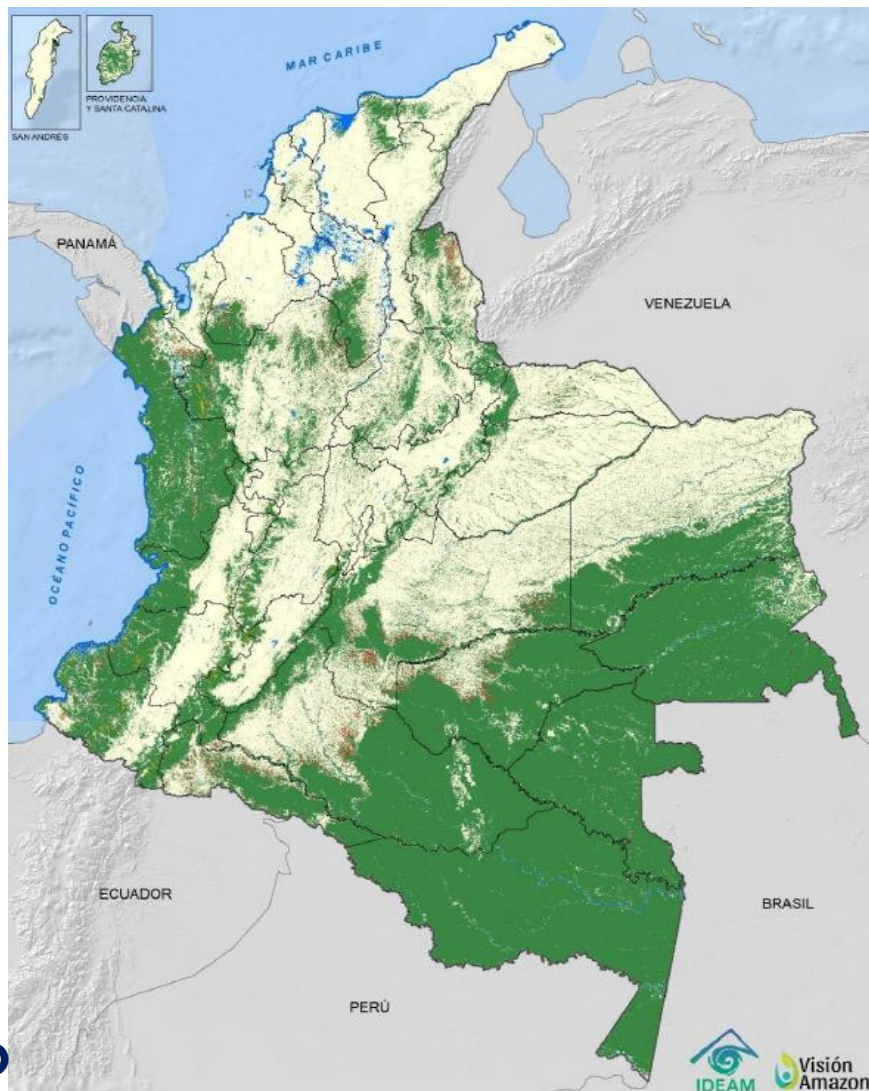 MAR CARIBE
PROVIDENCIA
Y SANTA CATALINA
SAN ANDRÉS
PANAMÁ
VENEZUELA
OCÉANO PACÍFICO
ECUADOR
BRASIL
PERÚ
IDEAM
Visión
Amazon